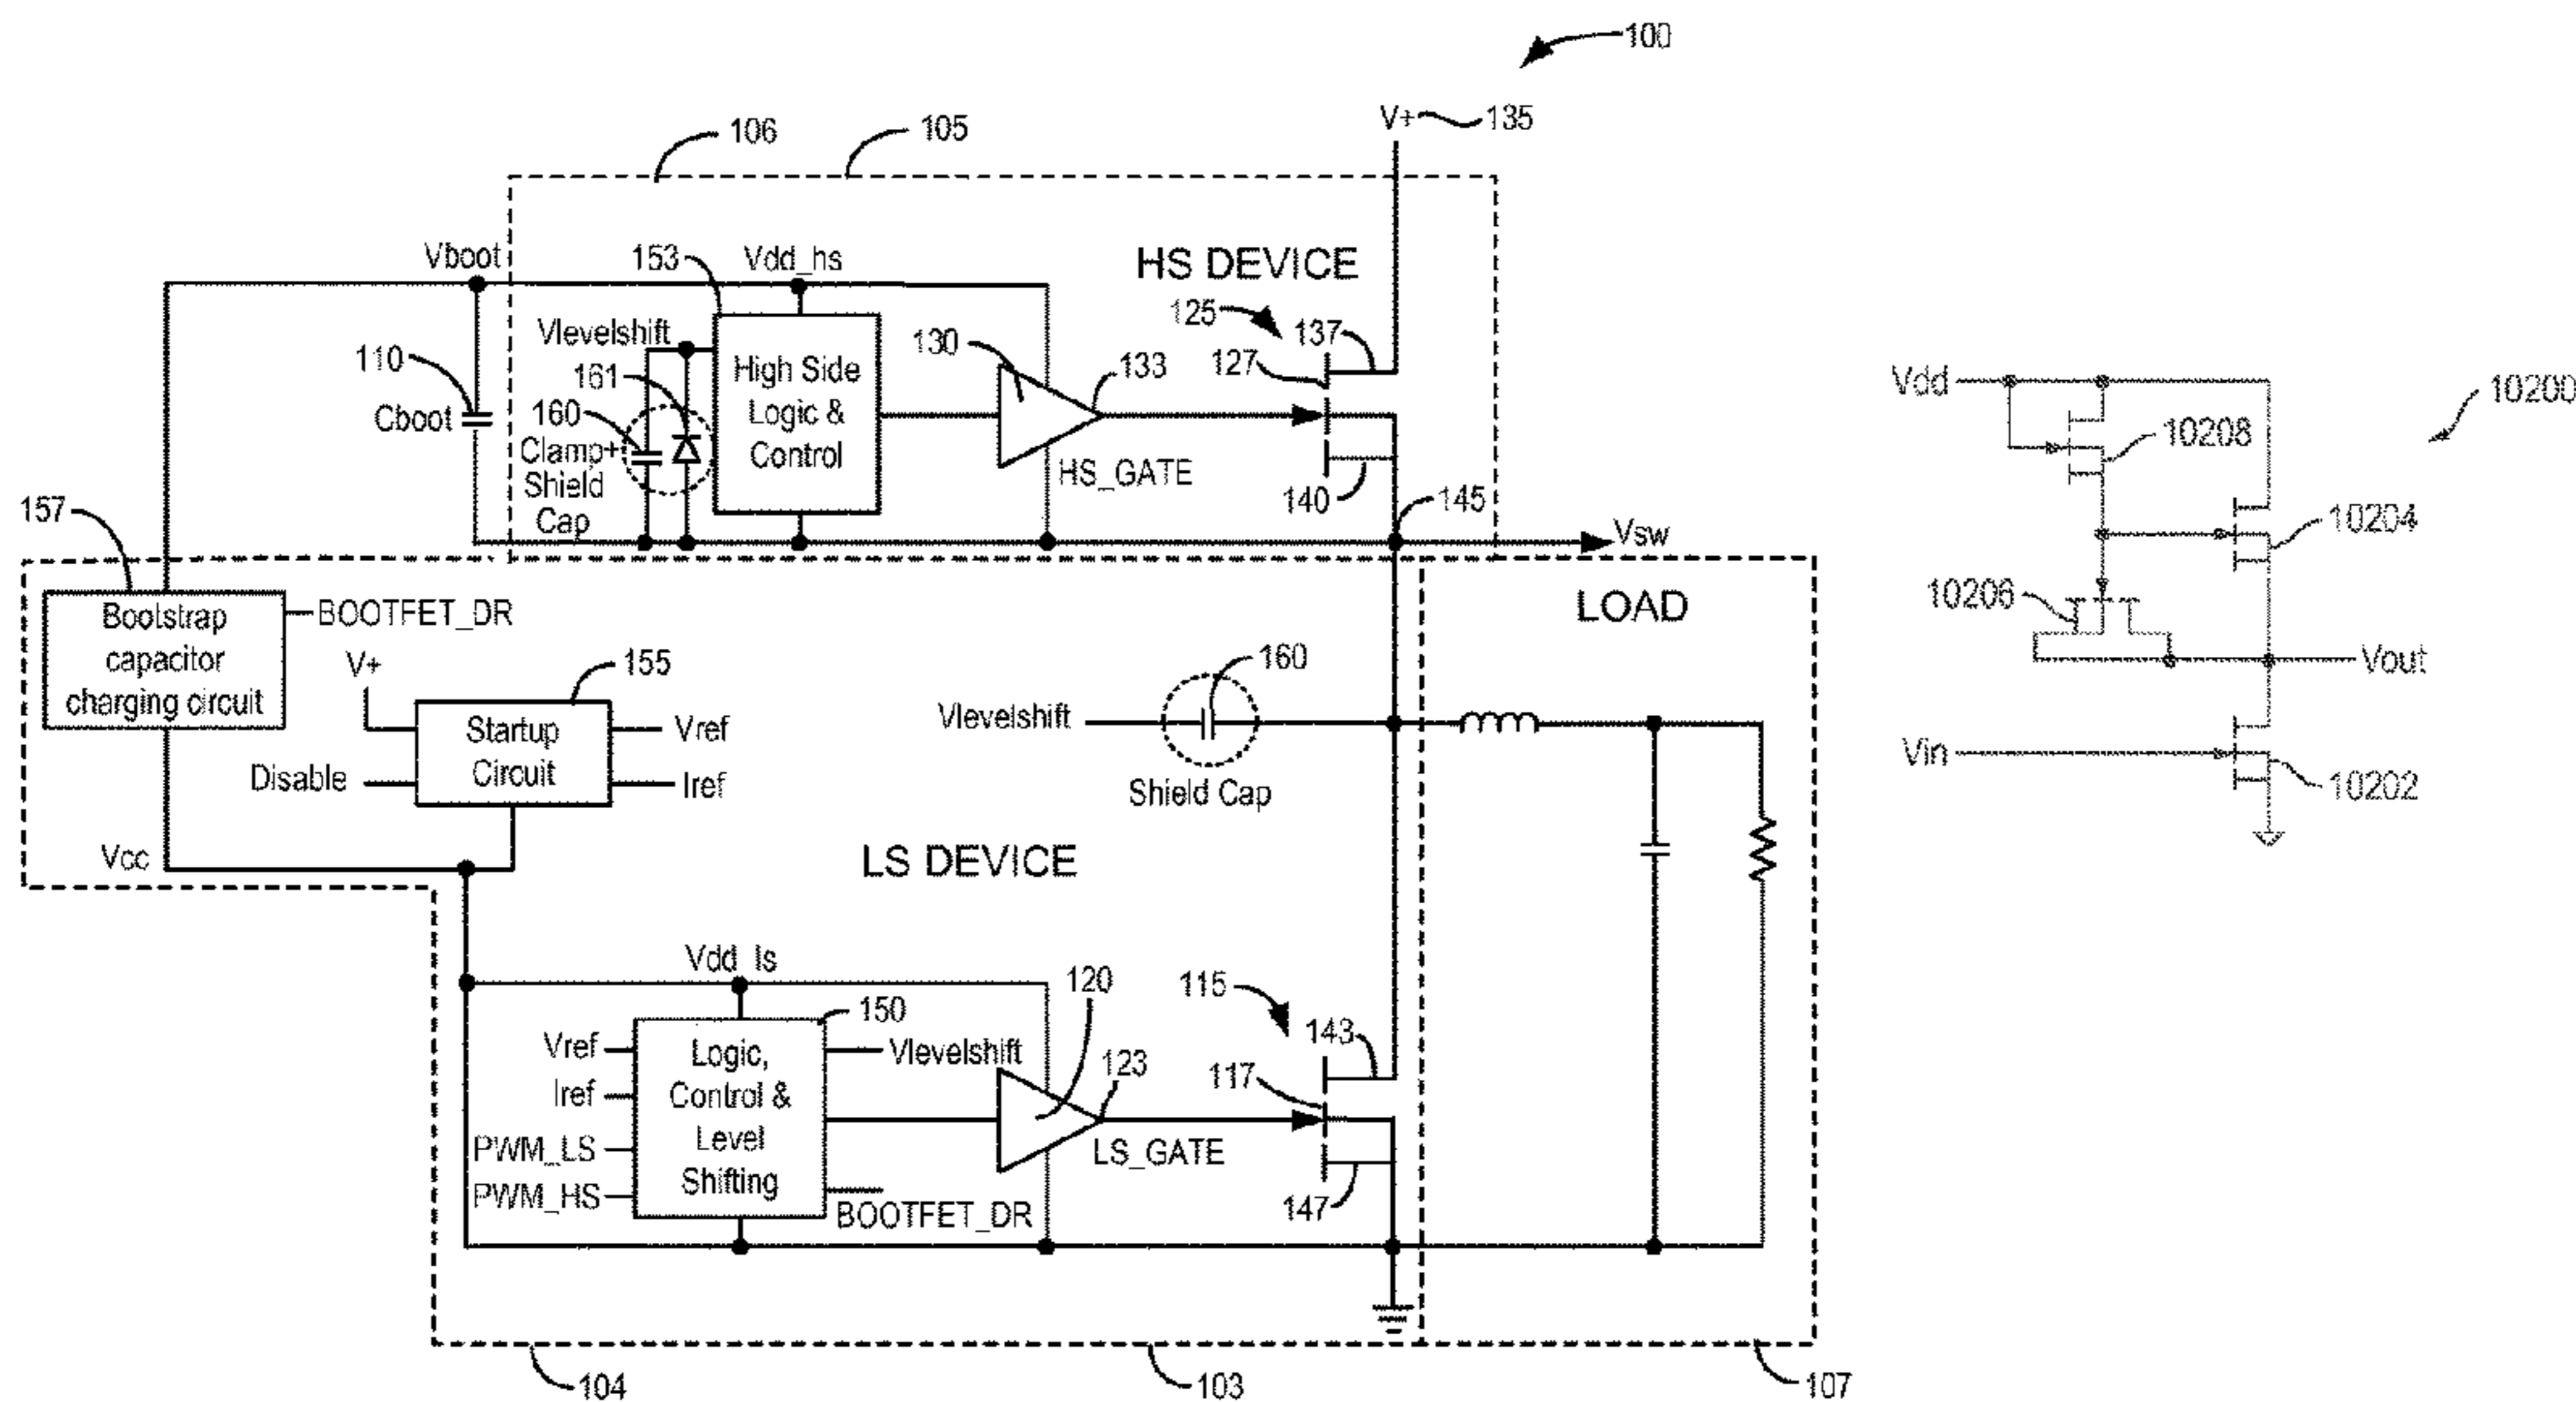 100
V+
135
106
105
Vboot
153
Vdd_hs
HS DEVICE
125
137
127
Vlevelshift
110
161
130
133
High Side
Logic &
Control
Cboot
160
Clamp+
Shield
Cap
HS_GATE
140
145
Vsw
157
Bootstrap
capacitor
charging circuit
BOOTFET_DR
LOAD
V+
155
Startup
Circuit
Vref
Disable
Iref
160
Vlevelshift
Shield Cap
Vcc
LS DEVICE
Vdd_ls
120
115
150
Vref
Iref
PWM_LS
PWM_HS
Logic,
Control &
Level
Shifting
Vlevelshift
123
143
117
LS_GATE
BOOTFET_DR
147
104
103
107
Vdd
10200
10208
10204
10206
Vout
Vin
10202